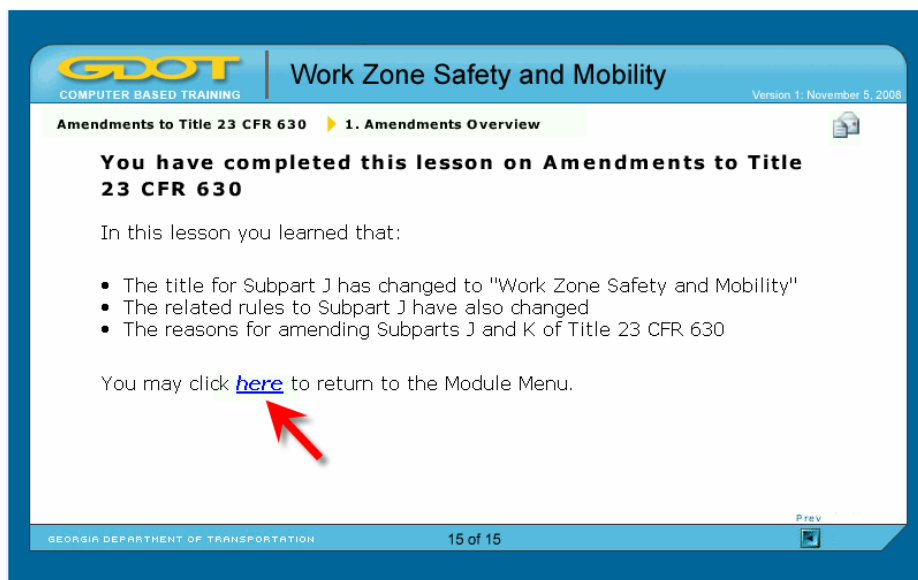 GDOT
COMPUTER BASED TRAINING
Work Zone Safety and Mobility
Version 1: November 5, 2008
Amendments to Title 23 CFR 630
1. Amendments Overview
You have completed this lesson on Amendments to Title
23 CFR 630
In this lesson you learned that:
• The title for Subpart J has changed to "Work Zone Safety and Mobility"
• The related rules to Subpart J have also changed
• The reasons for amending Subparts J and K of Title 23 CFR 630
You may click here to return to the Module Menu.
Prev
GEORGIA DEPARTMENT OF TRANSPORTATION
15 of 15